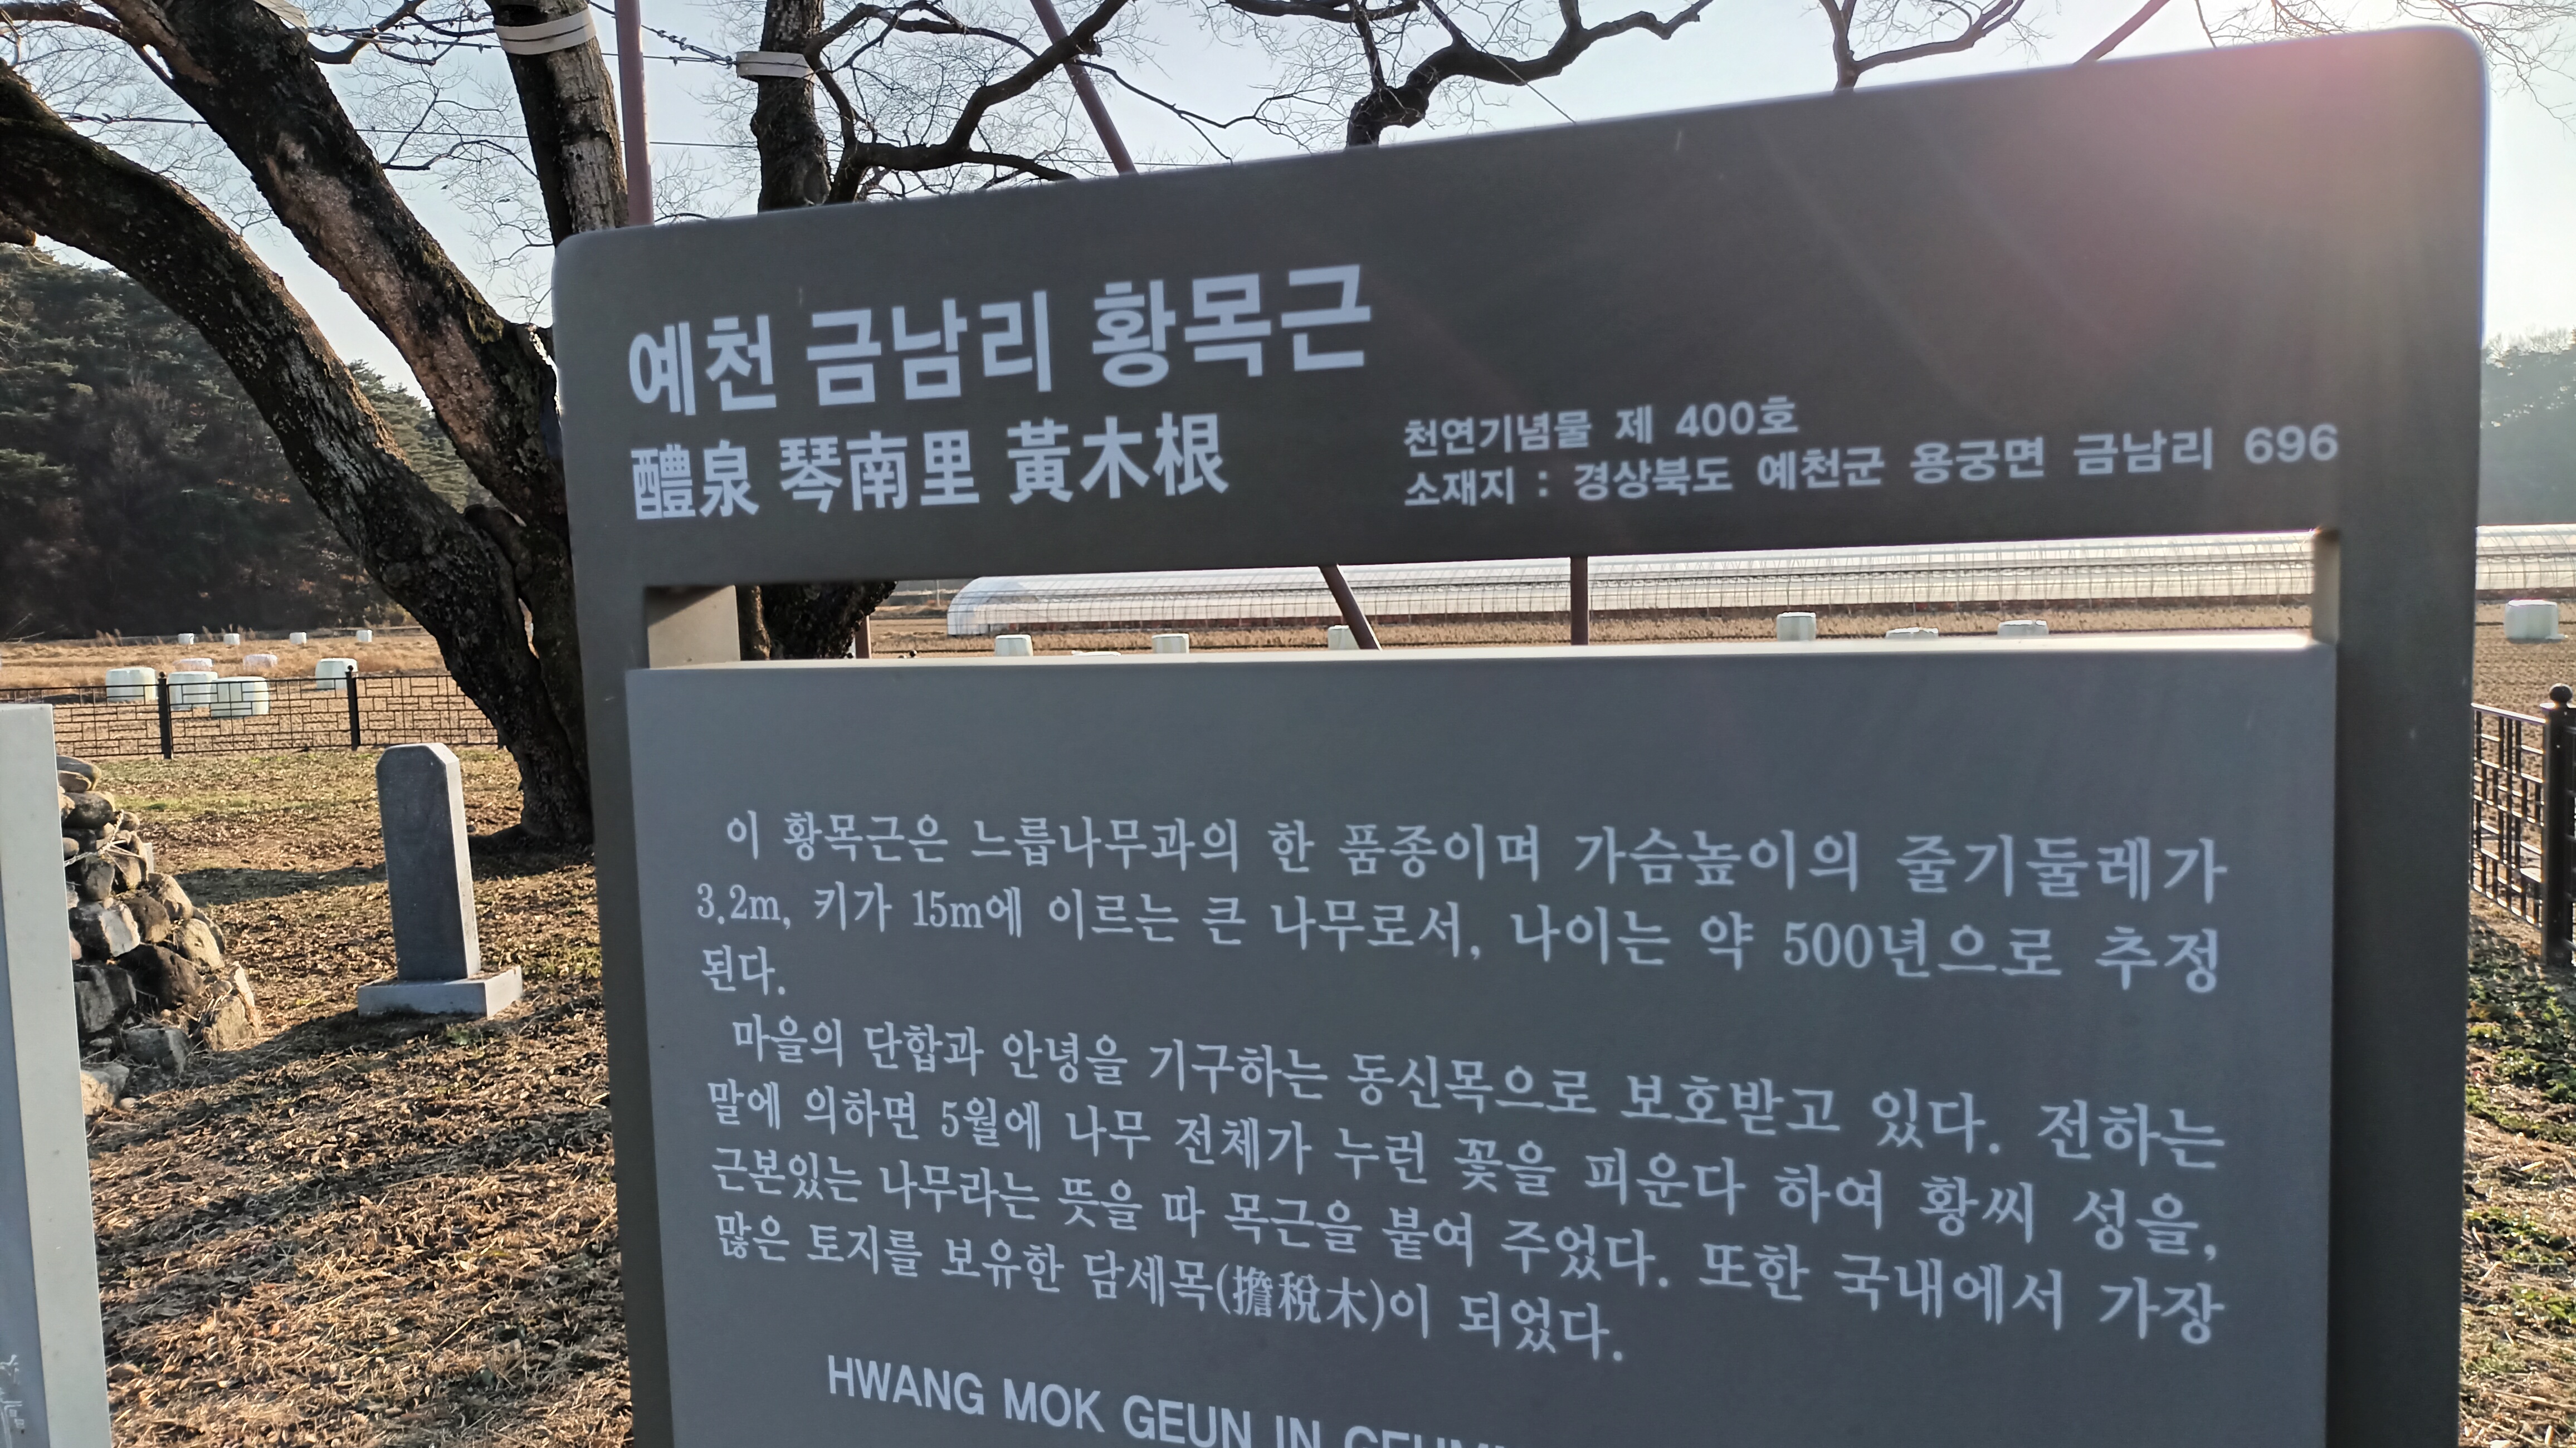 예천 금남리 황목근
醴泉 琴南里 黃木根
천연기념물 제 400호
소재지 : 경상북도 예천군 용궁면 금남리 696
이 황목근은 느릅나무과의 한 품종이며 가슴높이의 줄기둘레가
3.2m, 키가 15m에 이르는 큰 나무로서, 나이는 약 500년으로 추정
된다.
마을의 단합과 안녕을 기구하는 동신목으로 보호받고 있다. 전하는
말에 의하면 5월에 나무 전체가 누런 꽃을 피운다 하여 황씨 성을,
근본있는 나무라는 뜻을 따 목근을 붙여 주었다. 또한 국내에서 가장
많은 토지를 보유한 담세목(擔稅木)이 되었다.
HWANG MOK GEUN IN